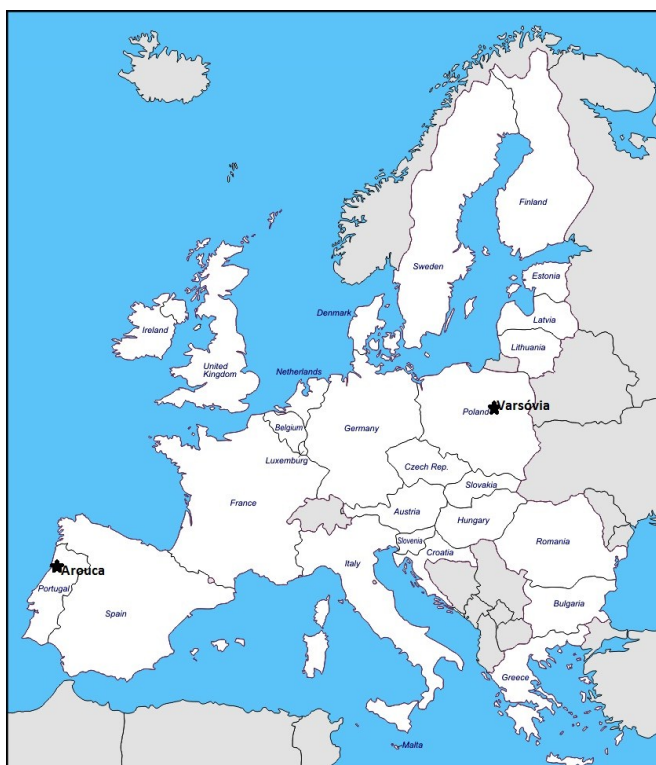 Finland
Sweden
Estonia
Latvia
Denmark
Lithuania
Ireland
United
Kingdom
Netherlands
Varsóvia
Poland
Belgium
Germany
Luxemburg
Czech Rep.
Slovakia
France
Austria
Hungary
Slovenia
Croatia
Romania
Italy
Arouca
Portugal
Spain
Bulgaria
Greece
Malta